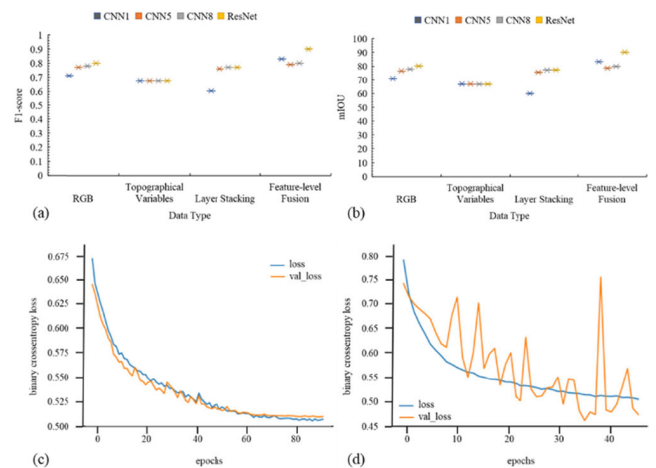 CNN1 CNN5 CNN8 ResNet
1
0.9
0.8
0.7
0.6
0.5
0.4
0.3
0.2
0.1
0
F1-score
RGB
Topographical
Variables
Layer Stacking
Feature-level
Fusion
Data Type
(a)
CNN1 CNN5 CNN8 ResNet
100
90
80
70
60
50
40
30
20
10
0
mIOU
RGB
Topographical
Variables
Layer Stacking
Feature-level
Fusion
Data Type
(b)
0.675
0.650
0.625
0.600
0.575
0.550
0.525
0.500
binary crossentropy loss
loss
val_loss
0 20 40 60 80
epochs
(c)
0.80
0.75
0.70
0.65
0.60
0.55
0.50
0.45
binary crossentropy loss
loss
val_loss
0 10 20 30 40
epochs
(d)